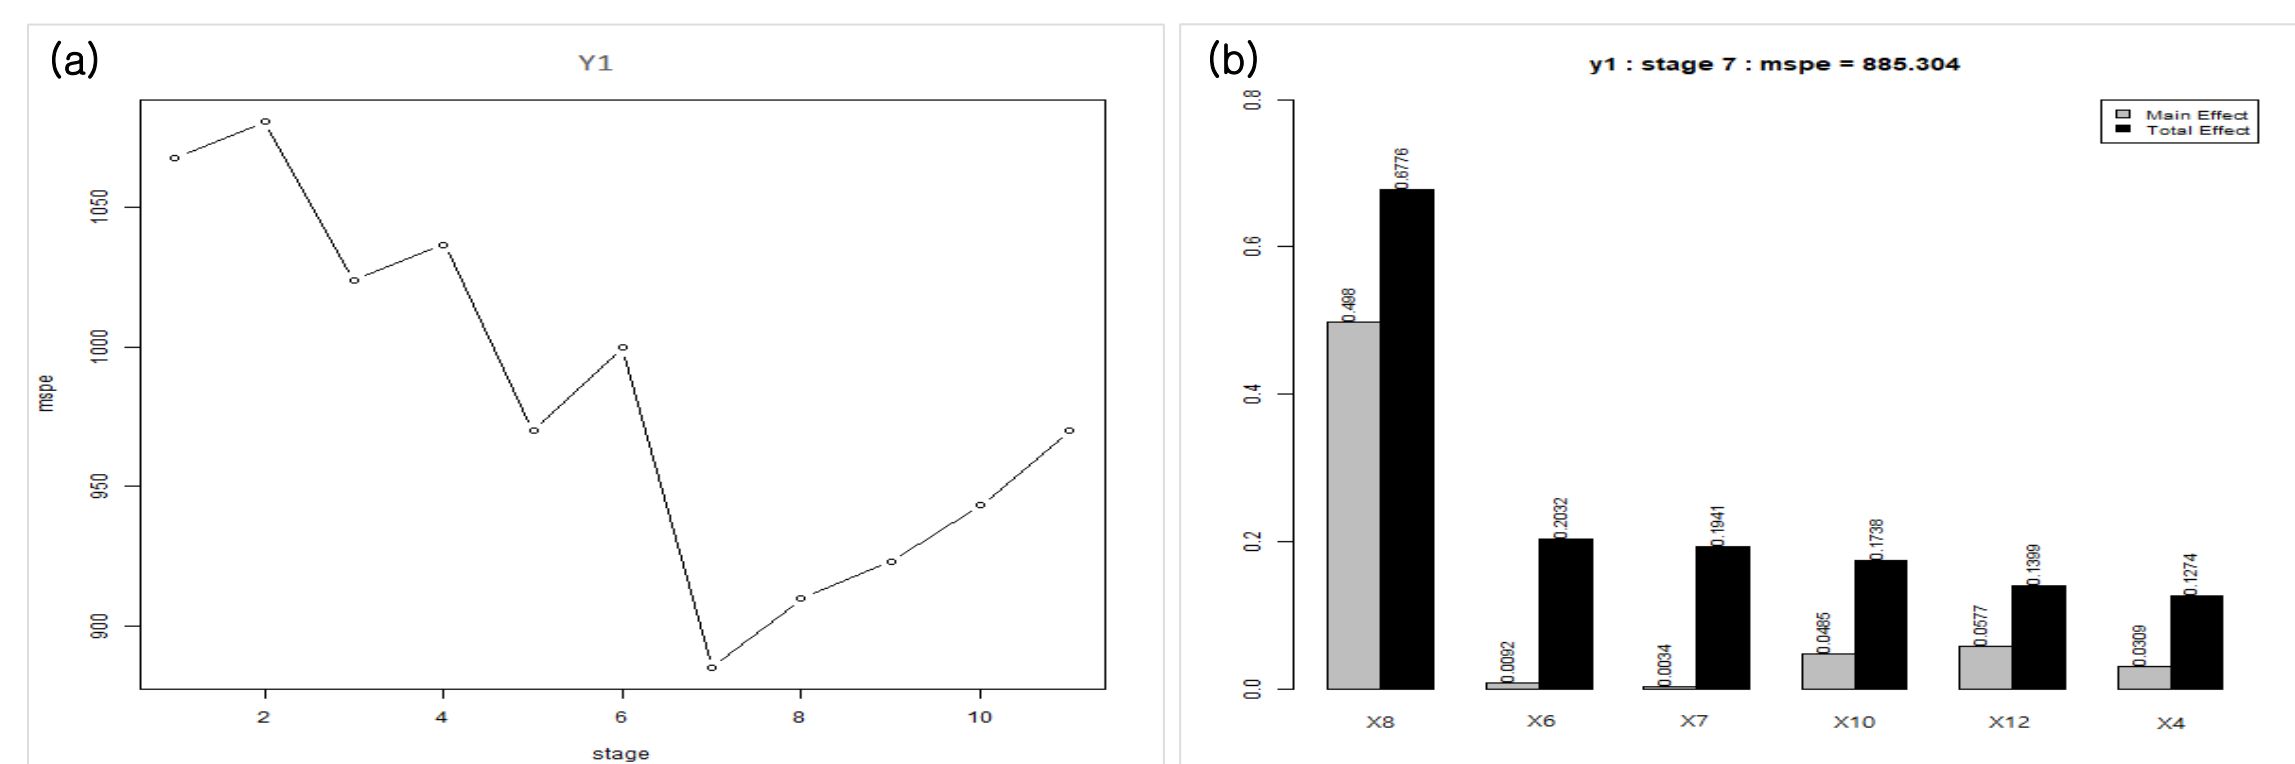 (a)
Y1
1050
1000
950
900
mspe
2 4 6 8 10
stage
(b)
y1 : stage 7 : mspe = 885.304
Main Effect
Total Effect
0.8
0.6
0.4
0.2
0.0
0.498 0.6776 0.0092 0.2032 0.0034 0.1941 0.0485 0.1738 0.0577 0.1399 0.0309 0.1274
X8 X6 X7 X10 X12 X4